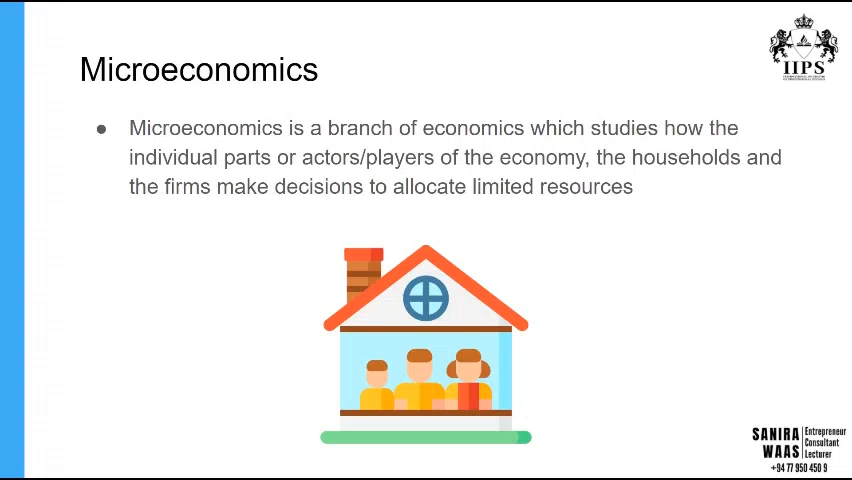 Microeconomics
IIPS
● Microeconomics is a branch of economics which studies how the
individual parts or actors/players of the economy, the households and
the firms make decisions to allocate limited resources
SANIRA
WAAS
Entrepreneur
Consultant
Lecturer
+94 77 950 450 9